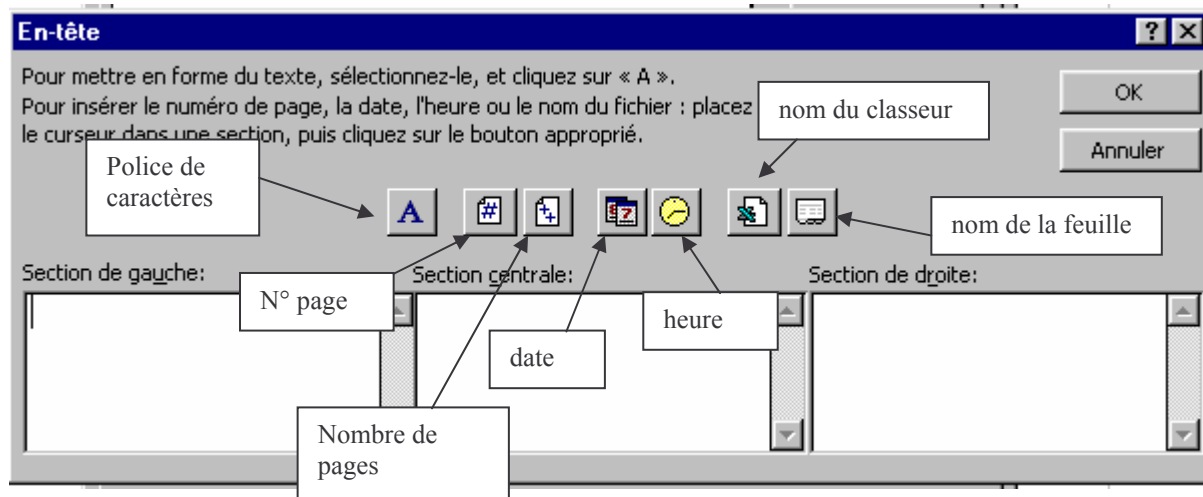 En-tête
Pour mettre en forme du texte, sélectionnez-le, et cliquez sur « A ».
Pour insérer le numéro de page, la date, l'heure ou le nom du fichier : placez
le curseur dans une section, puis cliquez sur le bouton approprié.
OK
Annuler
nom du classeur
Police de
caractères
A
nom de la feuille
Section de gauche:
Section centrale:
Section de droite:
N° page
heure
date
Nombre de
pages